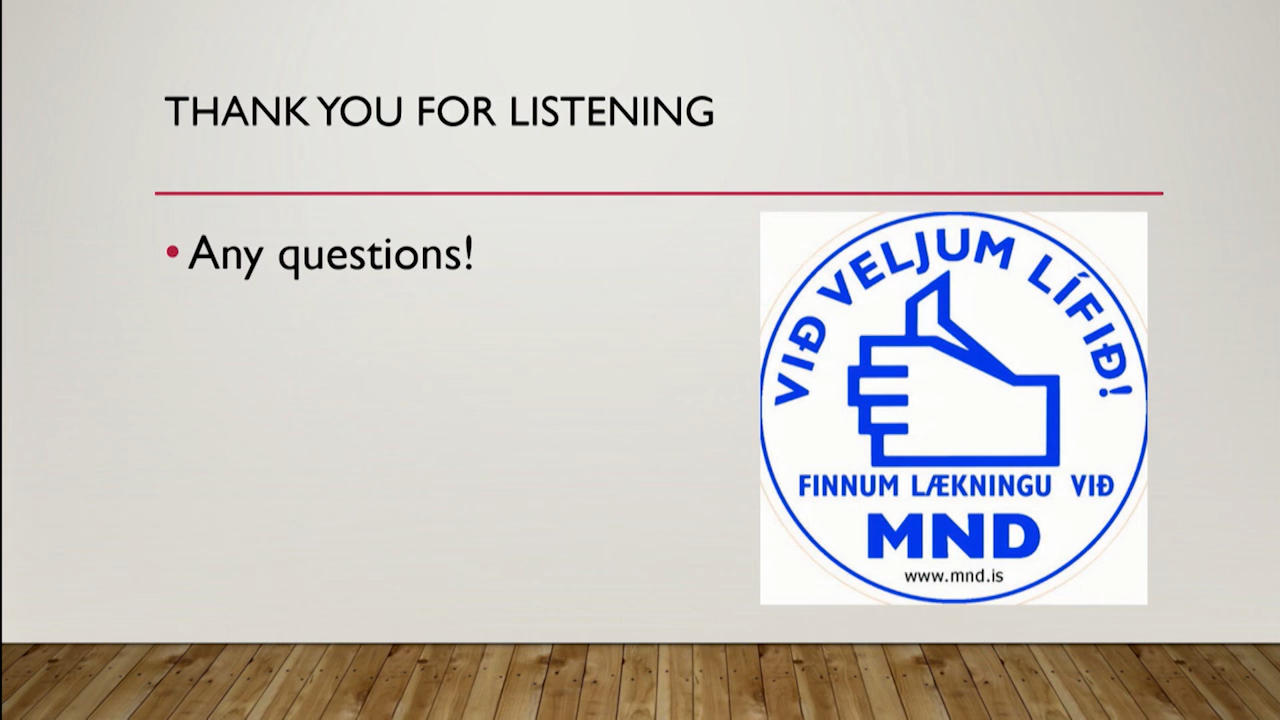 THANK YOU FOR LISTENING
• Any questions!
VIÐ VELJUM LÍFIÐ!
FINNUM LÆKNINGU VIÐ
MND
www.mnd.is